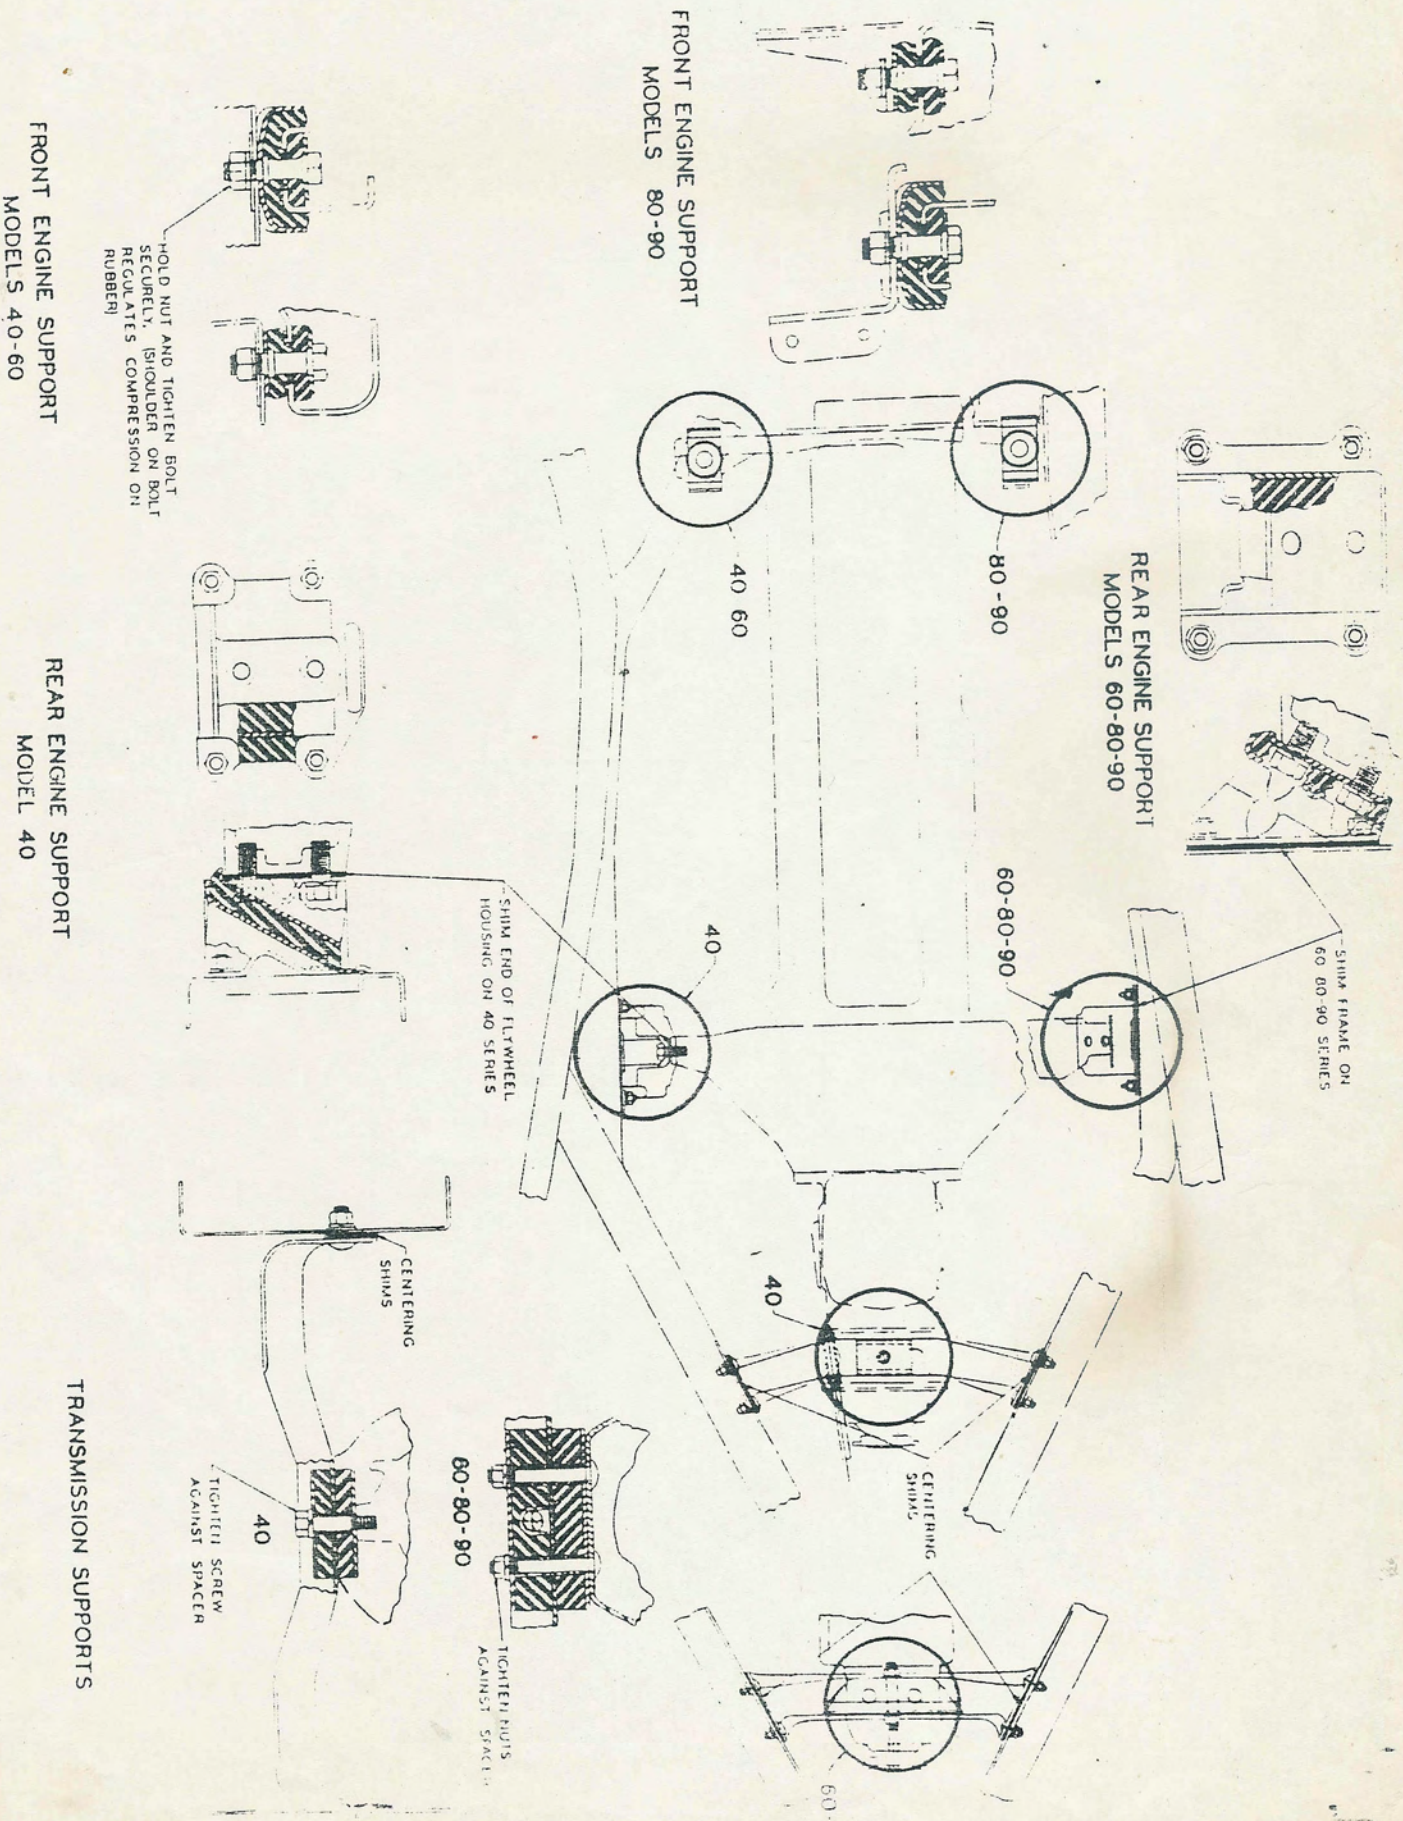 FRONT ENGINE SUPPORT
MODELS 80-90
REAR ENGINE SUPPORT
MODELS 60-80-90
SHIM FRAME ON
60 80-90 SERIES
80-90
40 60
60-80-90
40
SHIM END OF FLYWHEEL
HOUSING ON 40 SERIES
40
CENTERING
SHIMS
60-
HOLD NUT AND TIGHTEN BOLT
SECURELY. (SHOULDER ON BOLT
REGULATES COMPRESSION ON
RUBBER)
FRONT ENGINE SUPPORT
MODELS 40-60
REAR ENGINE SUPPORT
MODEL 40
CENTERING
SHIMS
60-80-90
TIGHTEN NUTS
AGAINST SPACER
40
TIGHTEN SCREW
AGAINST SPACER
TRANSMISSION SUPPORTS